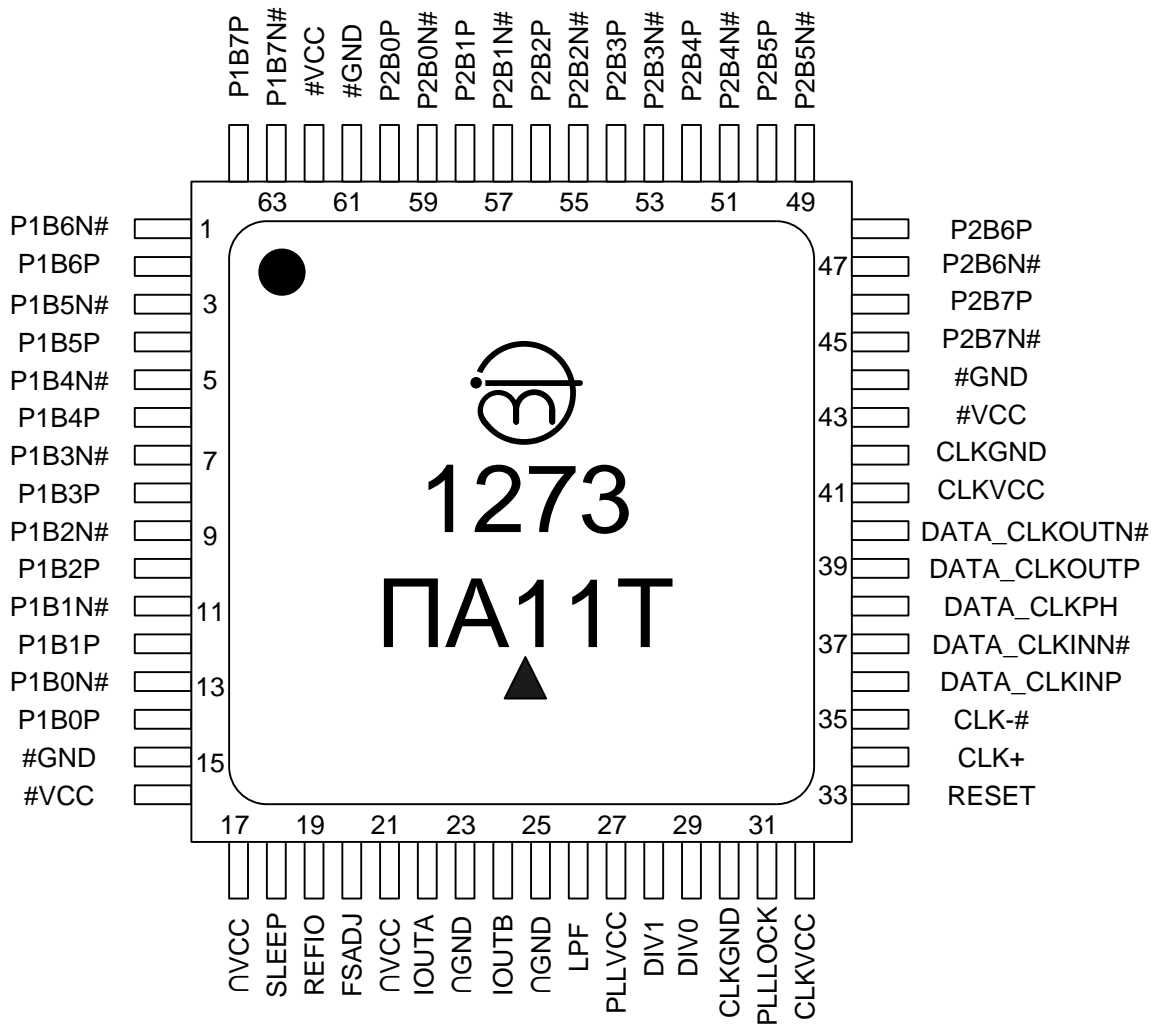 P1B7P
P1B7N#
#VCC
#GND
P2B0P
P2B0N#
P2B1P
P2B1N#
P2B2P
P2B2N#
P2B3P
P2B3N#
P2B4P
P2B4N#
P2B5P
P2B5N#
63 61 59 57 55 53 51 49
P1B6N# 1
P1B6P
P1B5N# 3
P1B5P
P1B4N# 5
P1B4P
P1B3N# 7
P1B3P
P1B2N# 9
P1B2P
P1B1N# 11
P1B1P
P1B0N# 13
P1B0P
#GND 15
#VCC
1273
ПА11Т
P2B6P
47 P2B6N#
P2B7P
45 P2B7N#
#GND
43 #VCC
CLKGND
41 CLKVCC
DATA_CLKOUTN#
39 DATA_CLKOUTP
DATA_CLKPH
37 DATA_CLKINN#
DATA_CLKINP
35 CLK-#
CLK+
33 RESET
17 19 21 23 25 27 29 31
∩VCC
SLEEP
REFIO
FSADJ
∩VCC
IOUTA
∩GND
IOUTB
∩GND
LPF
PLLVCC
DIV1
DIV0
CLKGND
PLLLOCK
CLKVCC